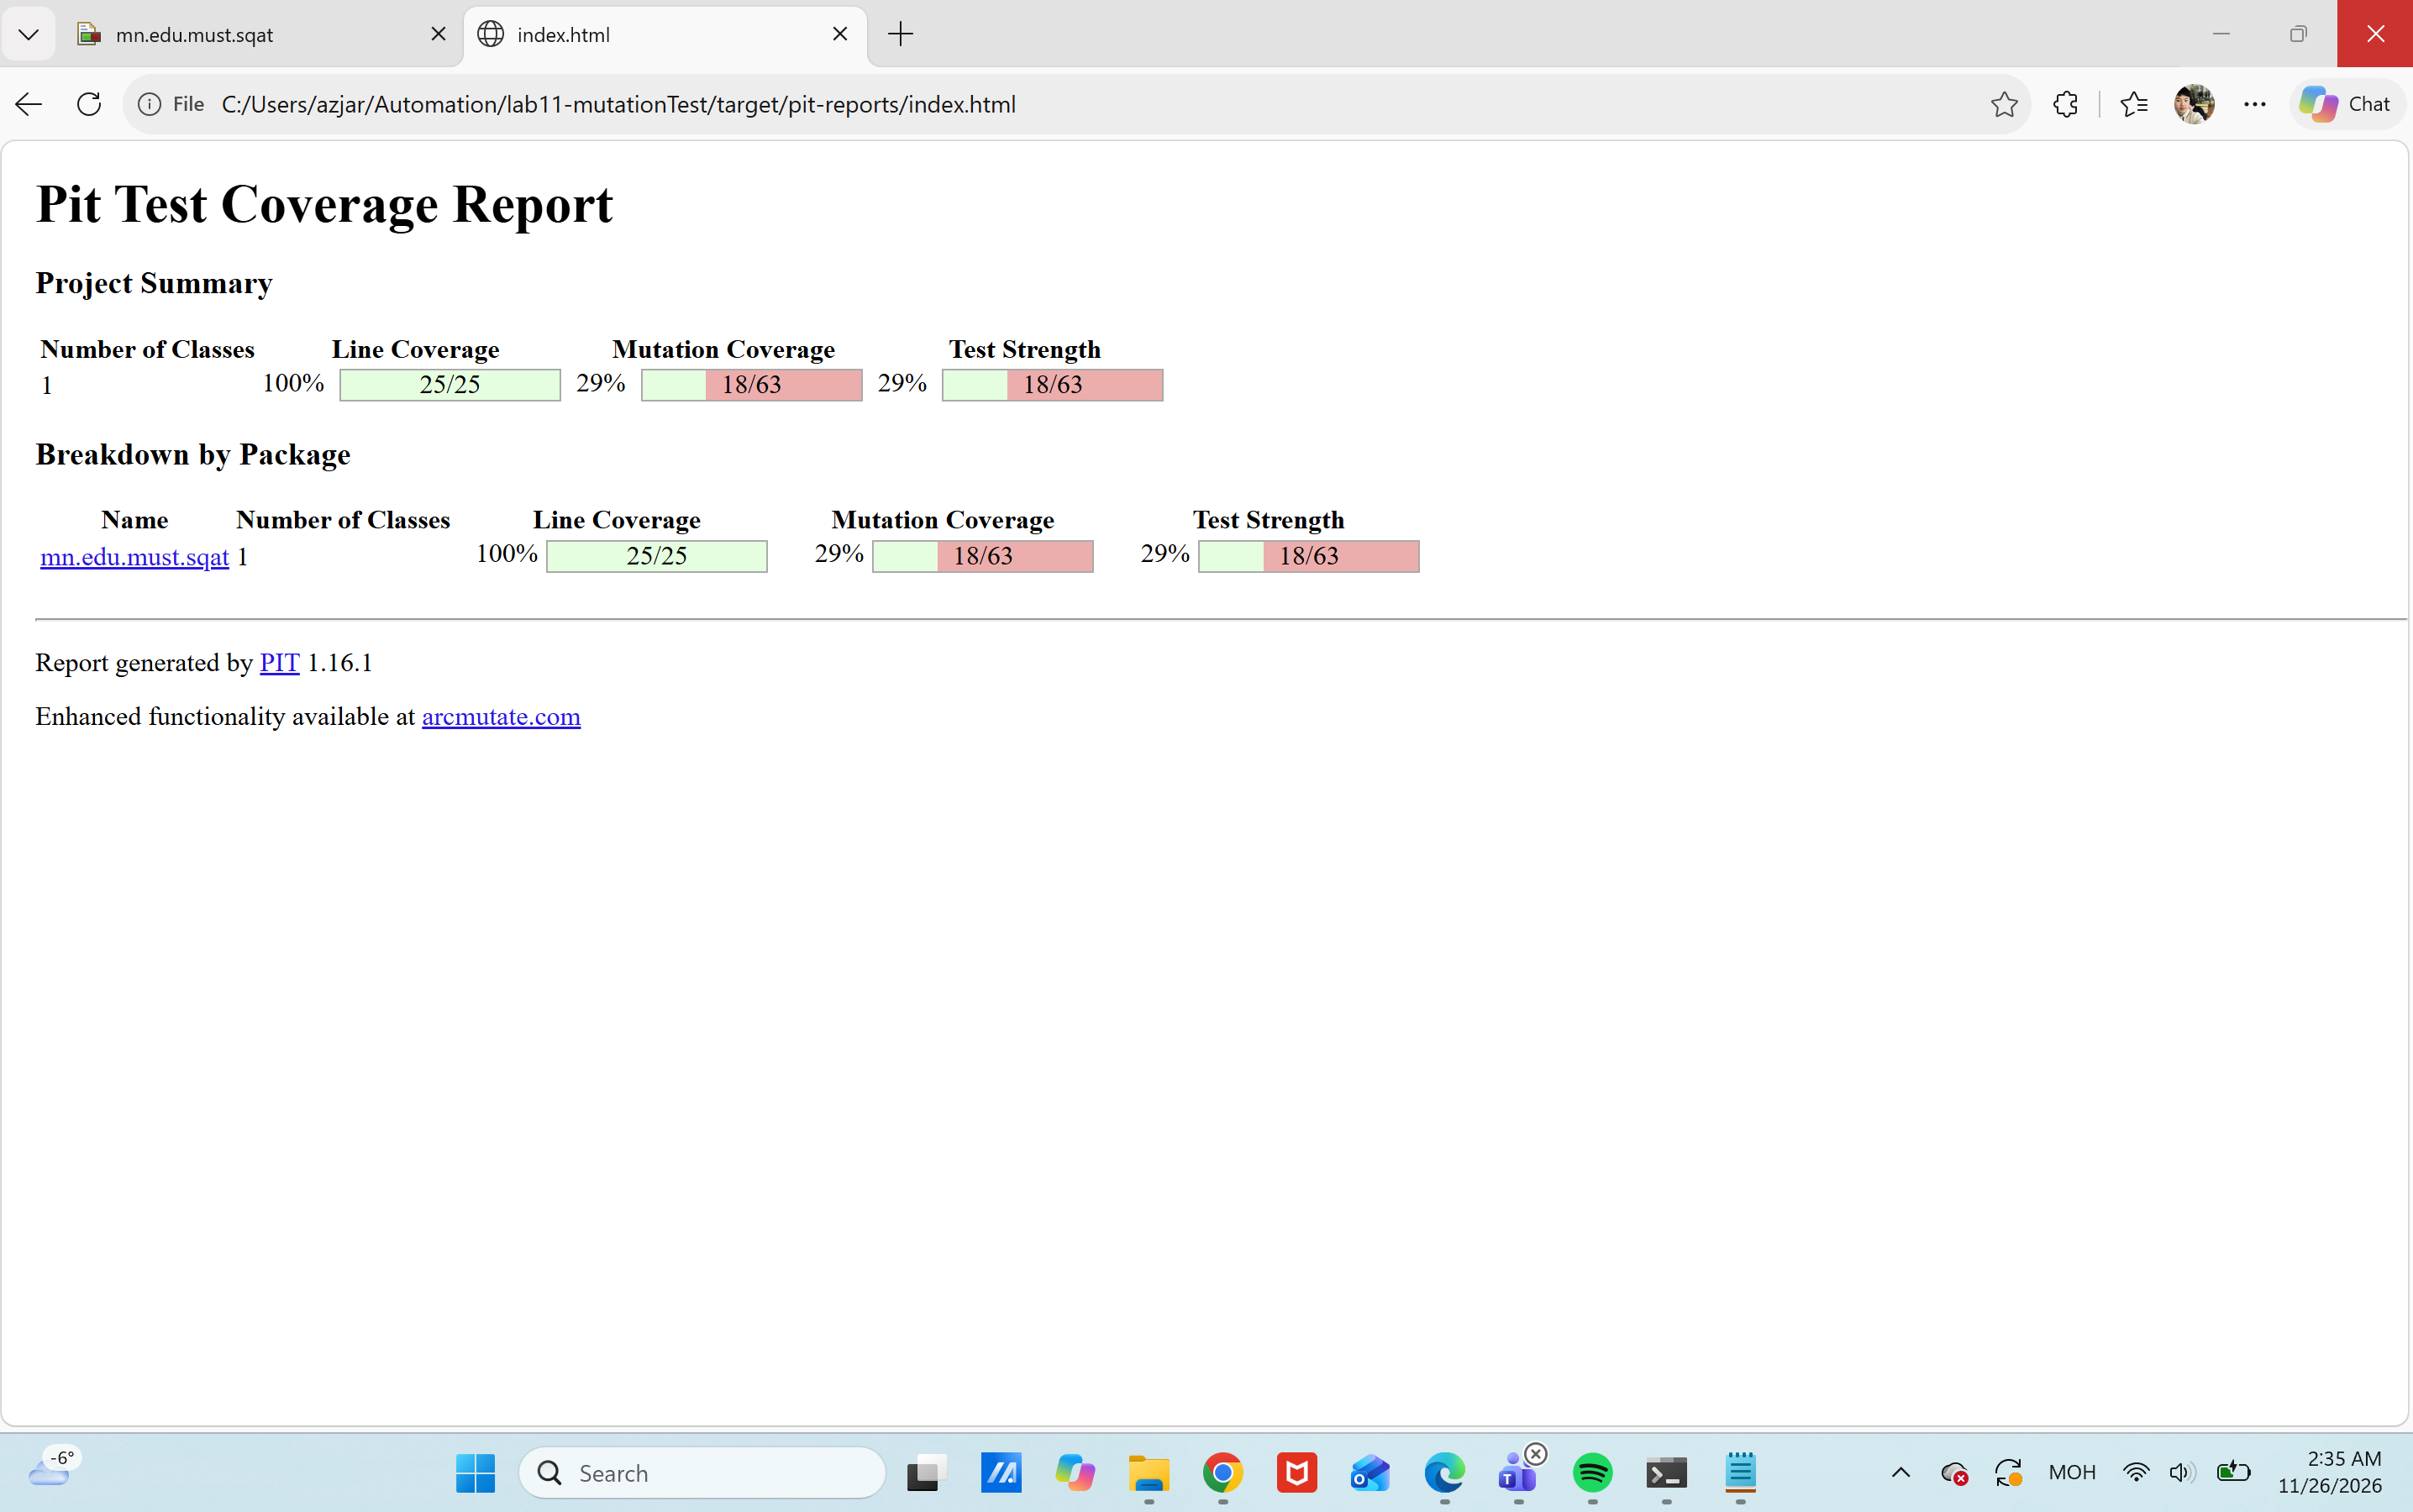 mn.edu.must.sqat
index.html
File C:/Users/azjar/Automation/lab11-mutationTest/target/pit-reports/index.html
Chat
Pit Test Coverage Report
Project Summary
Number of Classes Line Coverage Mutation Coverage Test Strength
1 100% 25/25 29% 18/63 29% 18/63
Breakdown by Package
Name Number of Classes Line Coverage Mutation Coverage Test Strength
mn.edu.must.sqat 1 100% 25/25 29% 18/63 29% 18/63
Report generated by PIT 1.16.1
Enhanced functionality available at arcmutate.com
-6°
Search
МОН
2:35 AM
11/26/2026